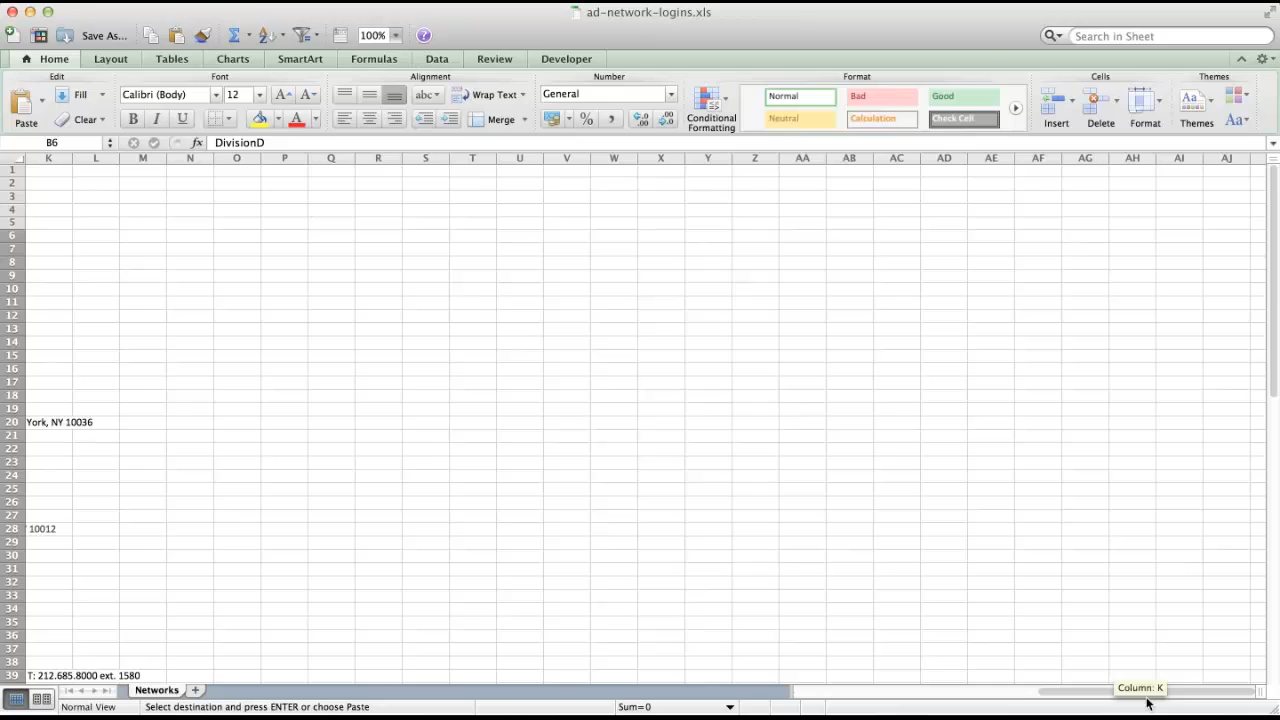 ad-network-logins.xls
Save As... 100% Search in Sheet
Home Layout Tables Charts SmartArt Formulas Data Review Developer
Edit Font Alignment Number Format Cells Themes
Paste Fill Calibri (Body) 12 A A abc Wrap Text General Conditional Formatting Normal Bad Good Insert Delete Format Themes Aa
Clear B I U A Merge % Neutral Calculation Check Cell Aa
B6 fx DivisionD
K L M N O P Q R S T U V W X Y Z AA AB AC AD AE AF AG AH AI AJ
1
2
3
4
5
6
7
8
9
10
11
12
13
14
15
16
17
18
19
20 York, NY 10036
21
22
23
24
25
26
27
28 10012
29
30
31
32
33
34
35
36
37
38
39 T: 212.685.8000 ext. 1580
Networks
Column: K
Normal View Select destination and press ENTER or choose Paste Sum=0